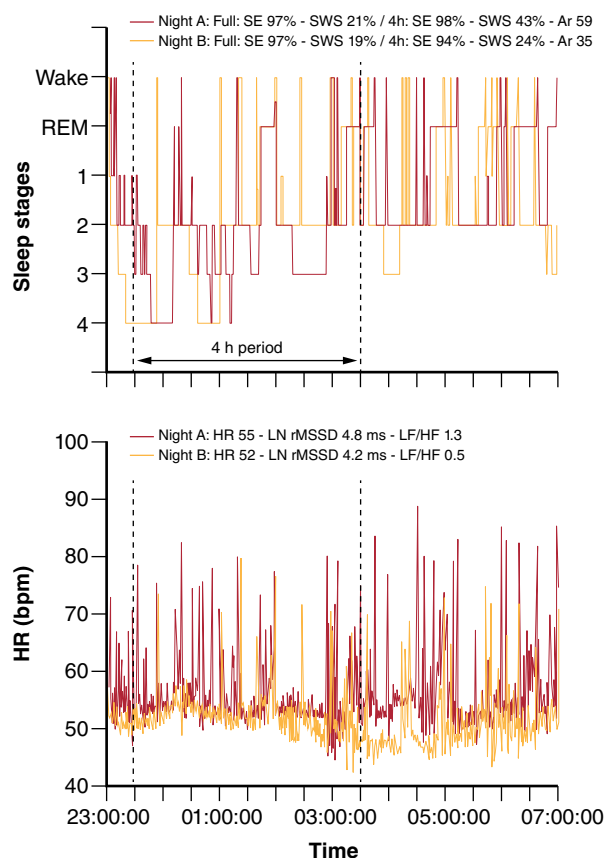 Night A: Full: SE 97% - SWS 21% / 4h: SE 98% - SWS 43% - Ar 59
Night B: Full: SE 97% - SWS 19% / 4h: SE 94% - SWS 24% - Ar 35
Wake
REM
1
2
3
4
Sleep stages
4 h period
Night A: HR 55 - LN rMSSD 4.8 ms - LF/HF 1.3
Night B: HR 52 - LN rMSSD 4.2 ms - LF/HF 0.5
100
90
80
70
60
50
40
HR (bpm)
23:00:00 01:00:00 03:00:00 05:00:00 07:00:00
Time